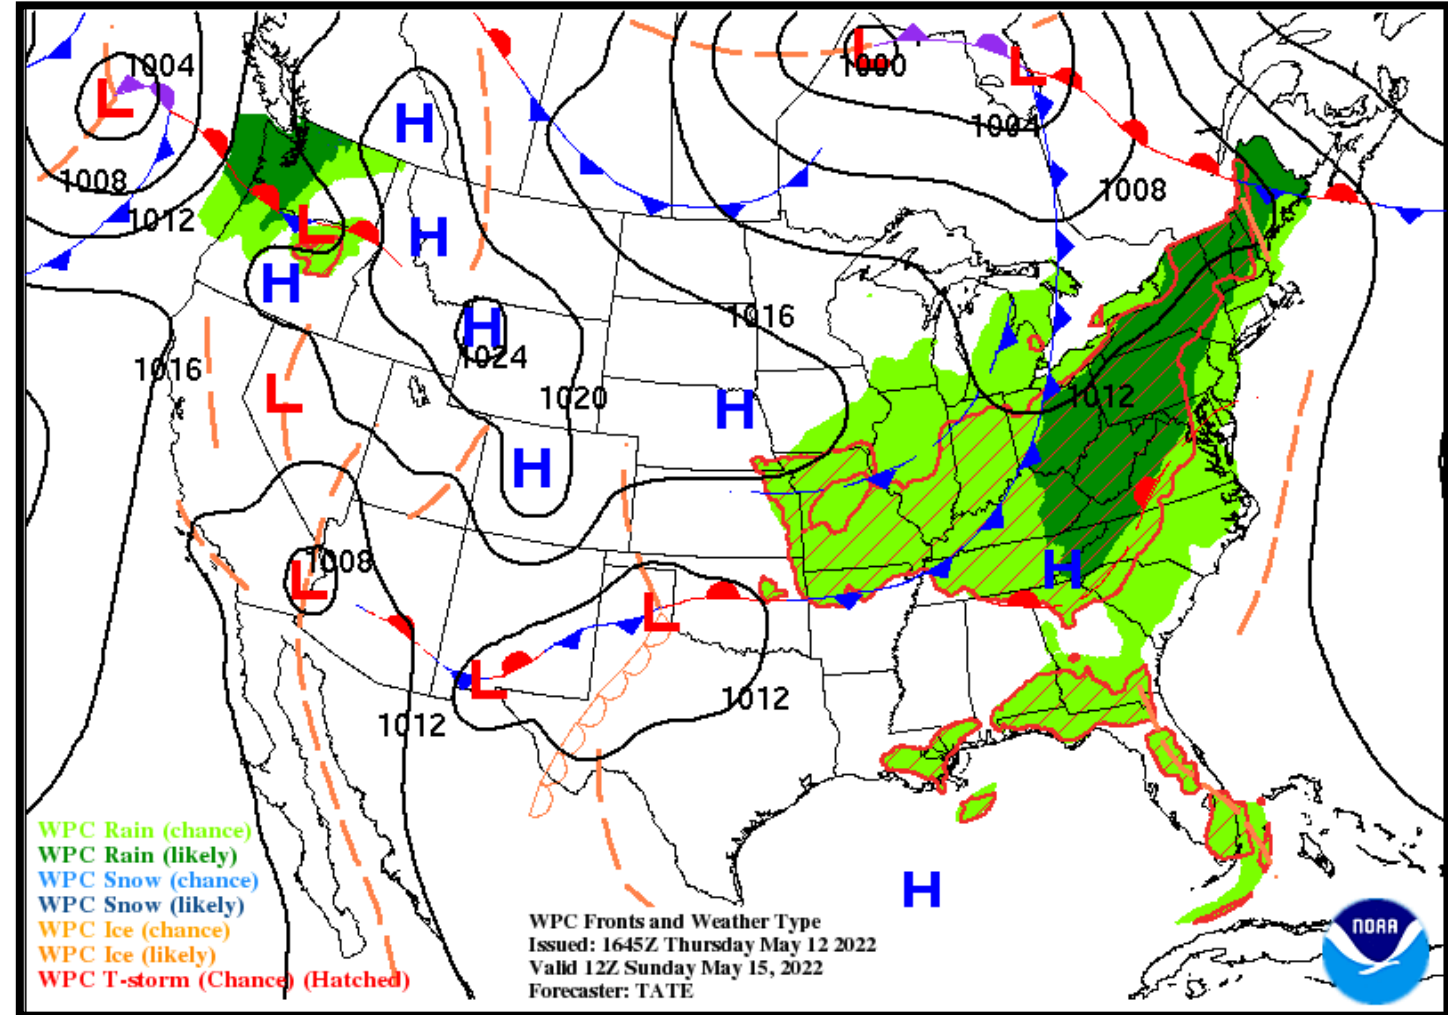 1004
L
H
L
1000
L
1004
1008
1008
1012
L
H
H
H
1024
1016
1016
L
1020
H
1012
H
H
1008
L
L
L
1012
1012
H
WPC Rain (chance)
WPC Rain (likely)
WPC Snow (chance)
WPC Snow (likely)
WPC Ice (chance)
WPC Ice (likely)
WPC T-storm (Chance) (Hatched)
H
WPC Fronts and Weather Type
Issued: 1645Z Thursday May 12 2022
Valid 12Z Sunday May 15, 2022
Forecaster: TATE
NOAA